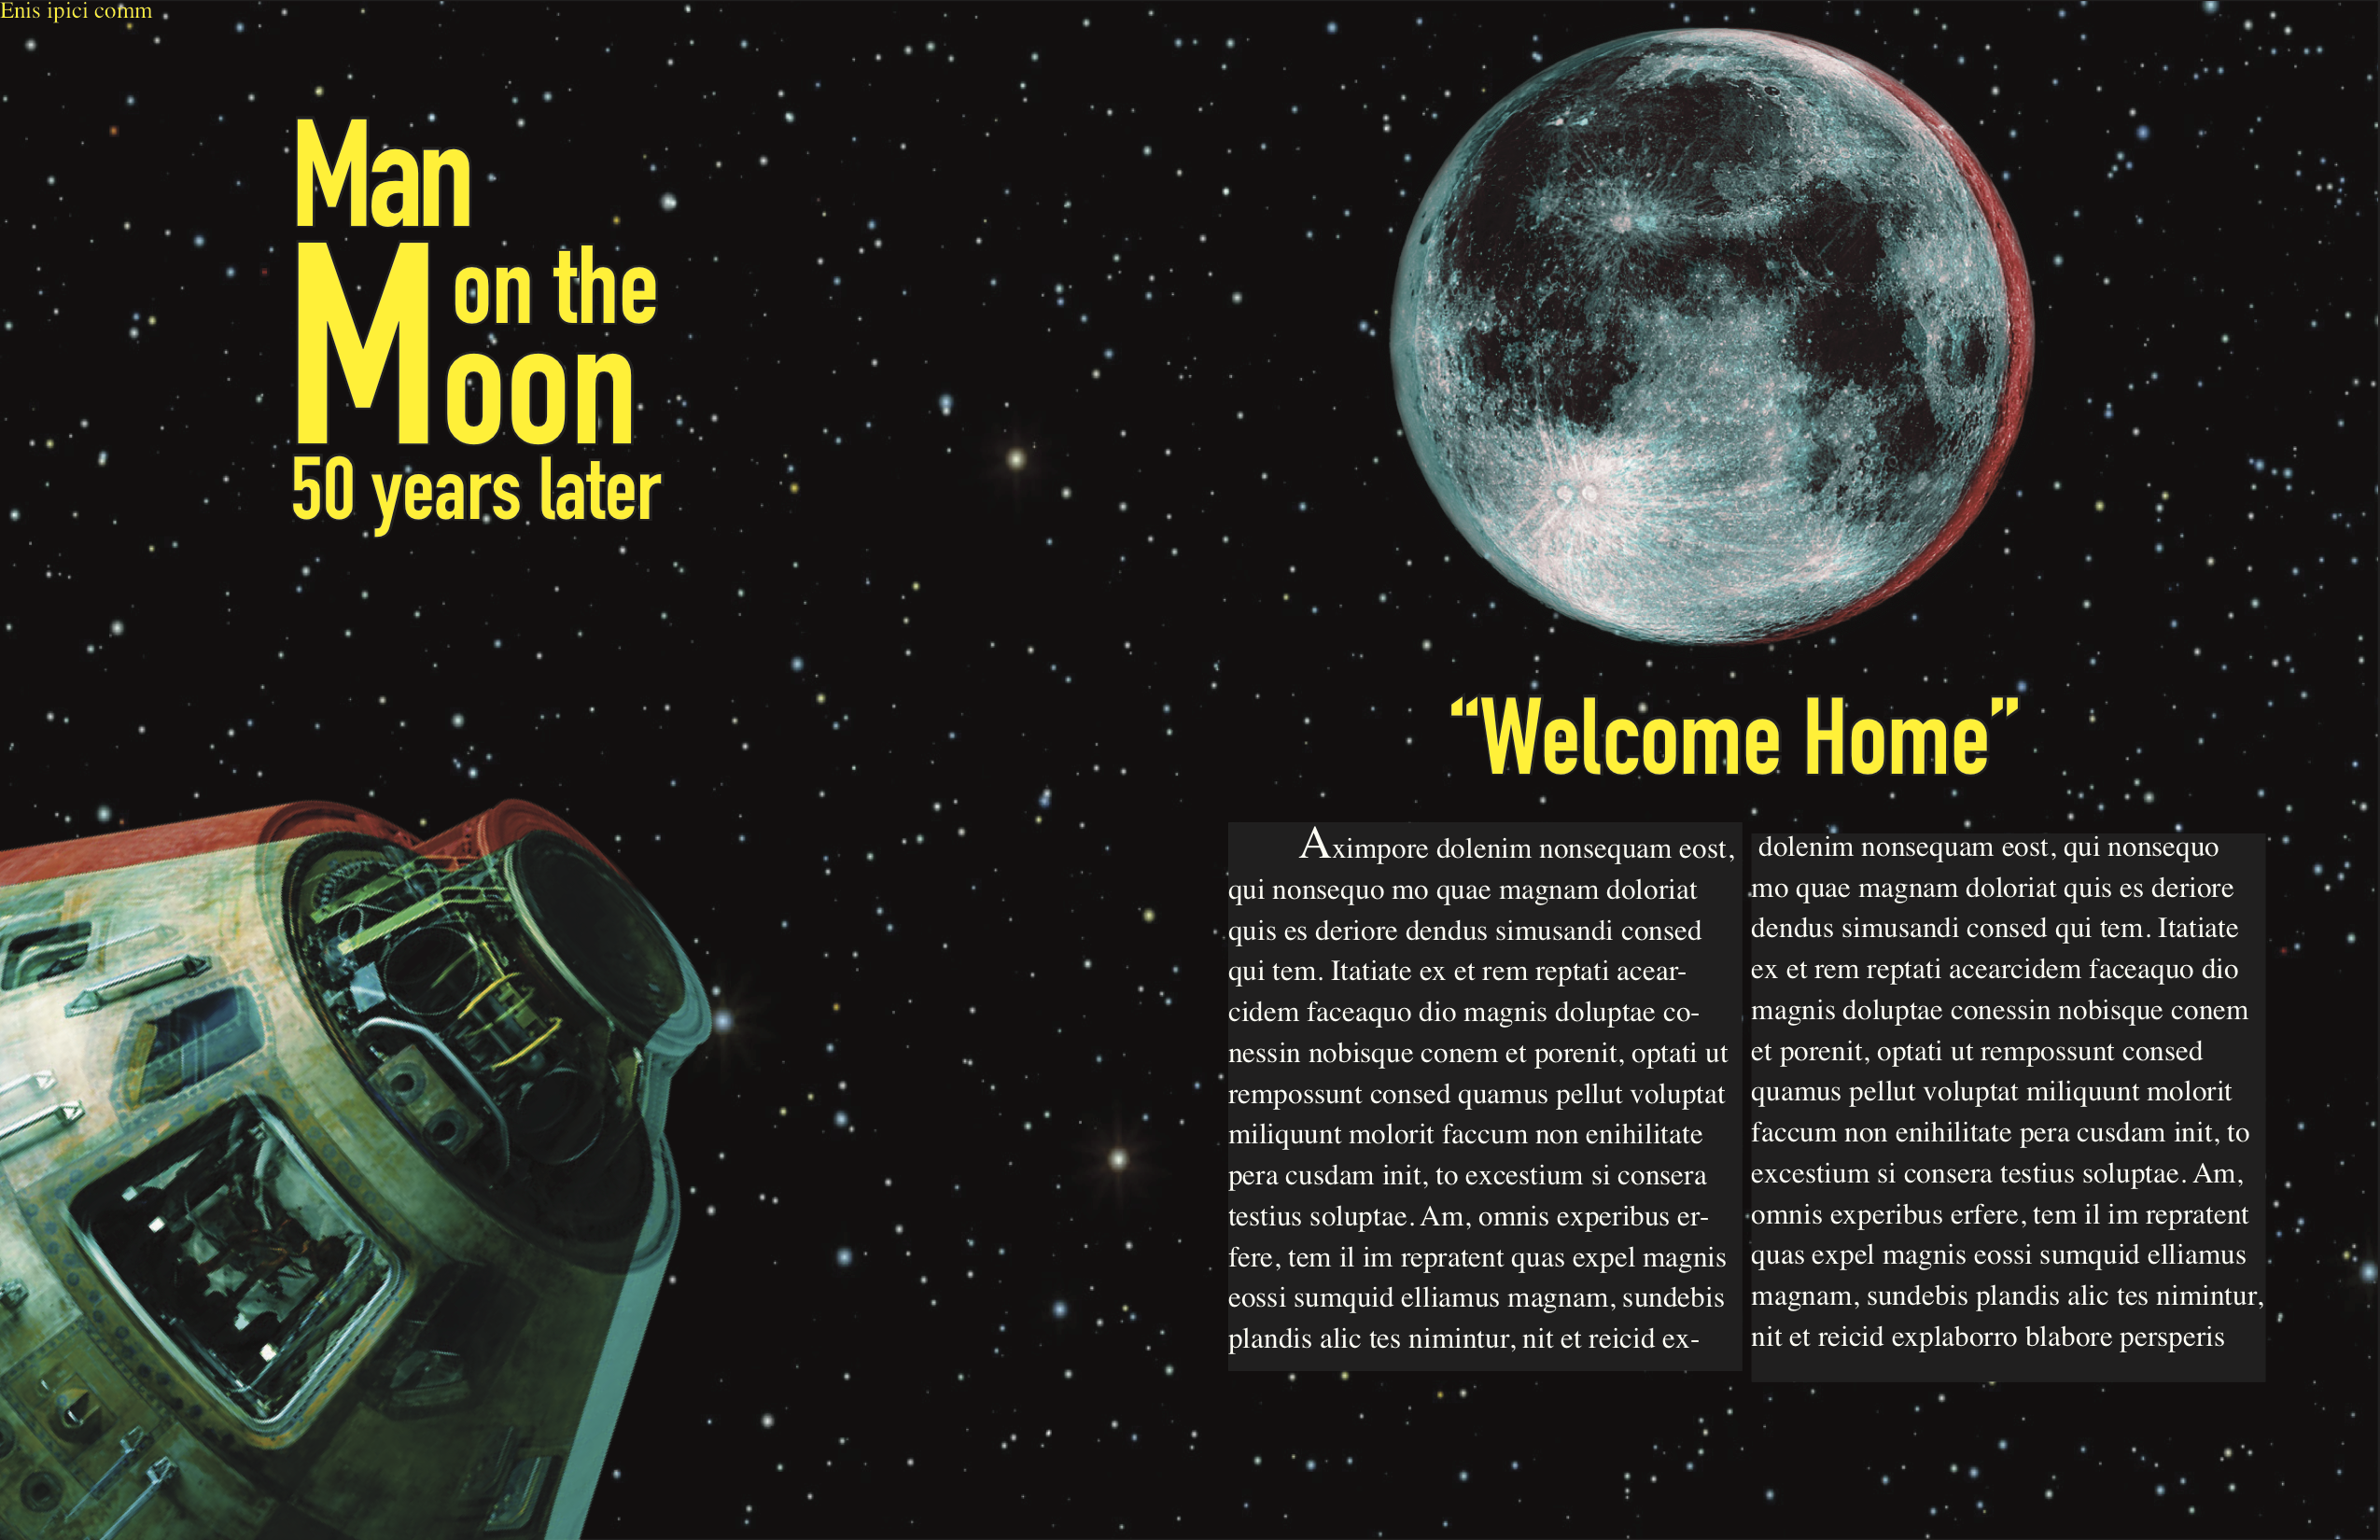 Enis ipici comm
Man
on the
Moon
50 years later
“Welcome Home”
Aximpore dolenim nonsequam eost,
qui nonsequo mo quae magnam doloriat
quis es deriore dendus simusandi consed
qui tem. Itatiate ex et rem reptati acear-
cidem faceaquo dio magnis doluptae co-
nessin nobisque conem et porenit, optati ut
rempossunt consed quamus pellut voluptat
miliquunt molorit faccum non enihilitate
pera cusdam init, to excestium si consera
testius soluptae. Am, omnis experibus er-
fere, tem il im repratent quas expel magnis
eossi sumquid elliamus magnam, sundebis
plandis alic tes nimintur, nit et reicid ex-
dolenim nonsequam eost, qui nonsequo
mo quae magnam doloriat quis es deriore
dendus simusandi consed qui tem. Itatiate
ex et rem reptati acearcidem faceaquo dio
magnis doluptae conessin nobisque conem
et porenit, optati ut rempossunt consed
quamus pellut voluptat miliquunt molorit
faccum non enihilitate pera cusdam init, to
excestium si consera testius soluptae. Am,
omnis experibus erfere, tem il im repratent
quas expel magnis eossi sumquid elliamus
magnam, sundebis plandis alic tes nimintur,
nit et reicid explaborro blabore persperis